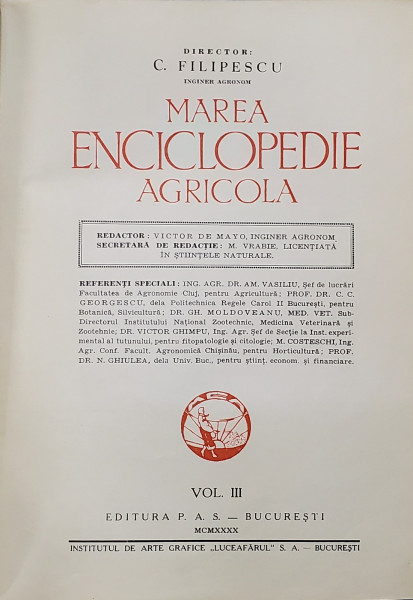 DIRECTOR:
C. FILIPESCU
INGINER AGRONOM
MAREA
ENCICLOPEDIE
AGRICOLA
REDACTOR: VICTOR DE MAYO, INGINER AGRONOM
SECRETARĂ DE REDACȚIE: M. VRABIE, LICENȚIATĂ
ÎN ȘTIINȚELE NATURALE.
REFERENȚI SPECIALI: ING. AGR. DR. AM. VASILIU, Șef de lucrări
Facultatea de Agronomie Cluj, pentru Agricultură; PROF. DR. C. C.
GEORGESCU, dela Politechnica Regele Carol II București, pentru
Botanică, Silvicultură; DR. GH. MOLDOVEANU, MED. VET. Sub-
Directorul Institutului Național Zootechnic, Medicina Veterinară și
Zootehnie; DR. VICTOR GHIMPU, Ing. Agr. Șef de Secție la Inst. experi-
mental al tutunului, pentru fitopatologie și citologie; M. COSTESCHI, Ing.
Agr. Conf. Facult. Agronomică Chișinău, pentru Horticultură; PROF.
DR. N. GHIULEA, dela Univ. Buc., pentru știint. econom. și financiare.
VOL. III
EDITURA P. A. S. — BUCUREȘTI
MCMXXXX
INSTITUTUL DE ARTE GRAFICE „LUCEAFĂRUL" S. A. — BUCUREȘTI